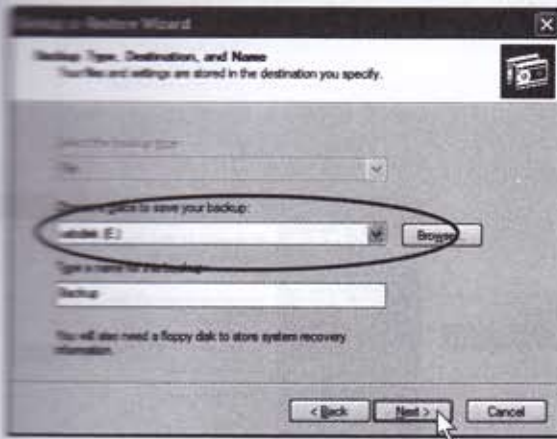 Backup or Restore Wizard
Backup Type, Destination, and Name
Your files and settings are stored in the destination you specify.
Select the backup type:
File
Choose a place to save your backup:
(E:)
Browse...
Type a name for this backup:
Backup
You will also need a floppy disk to store system recovery
information.
< Back
Next >
Cancel